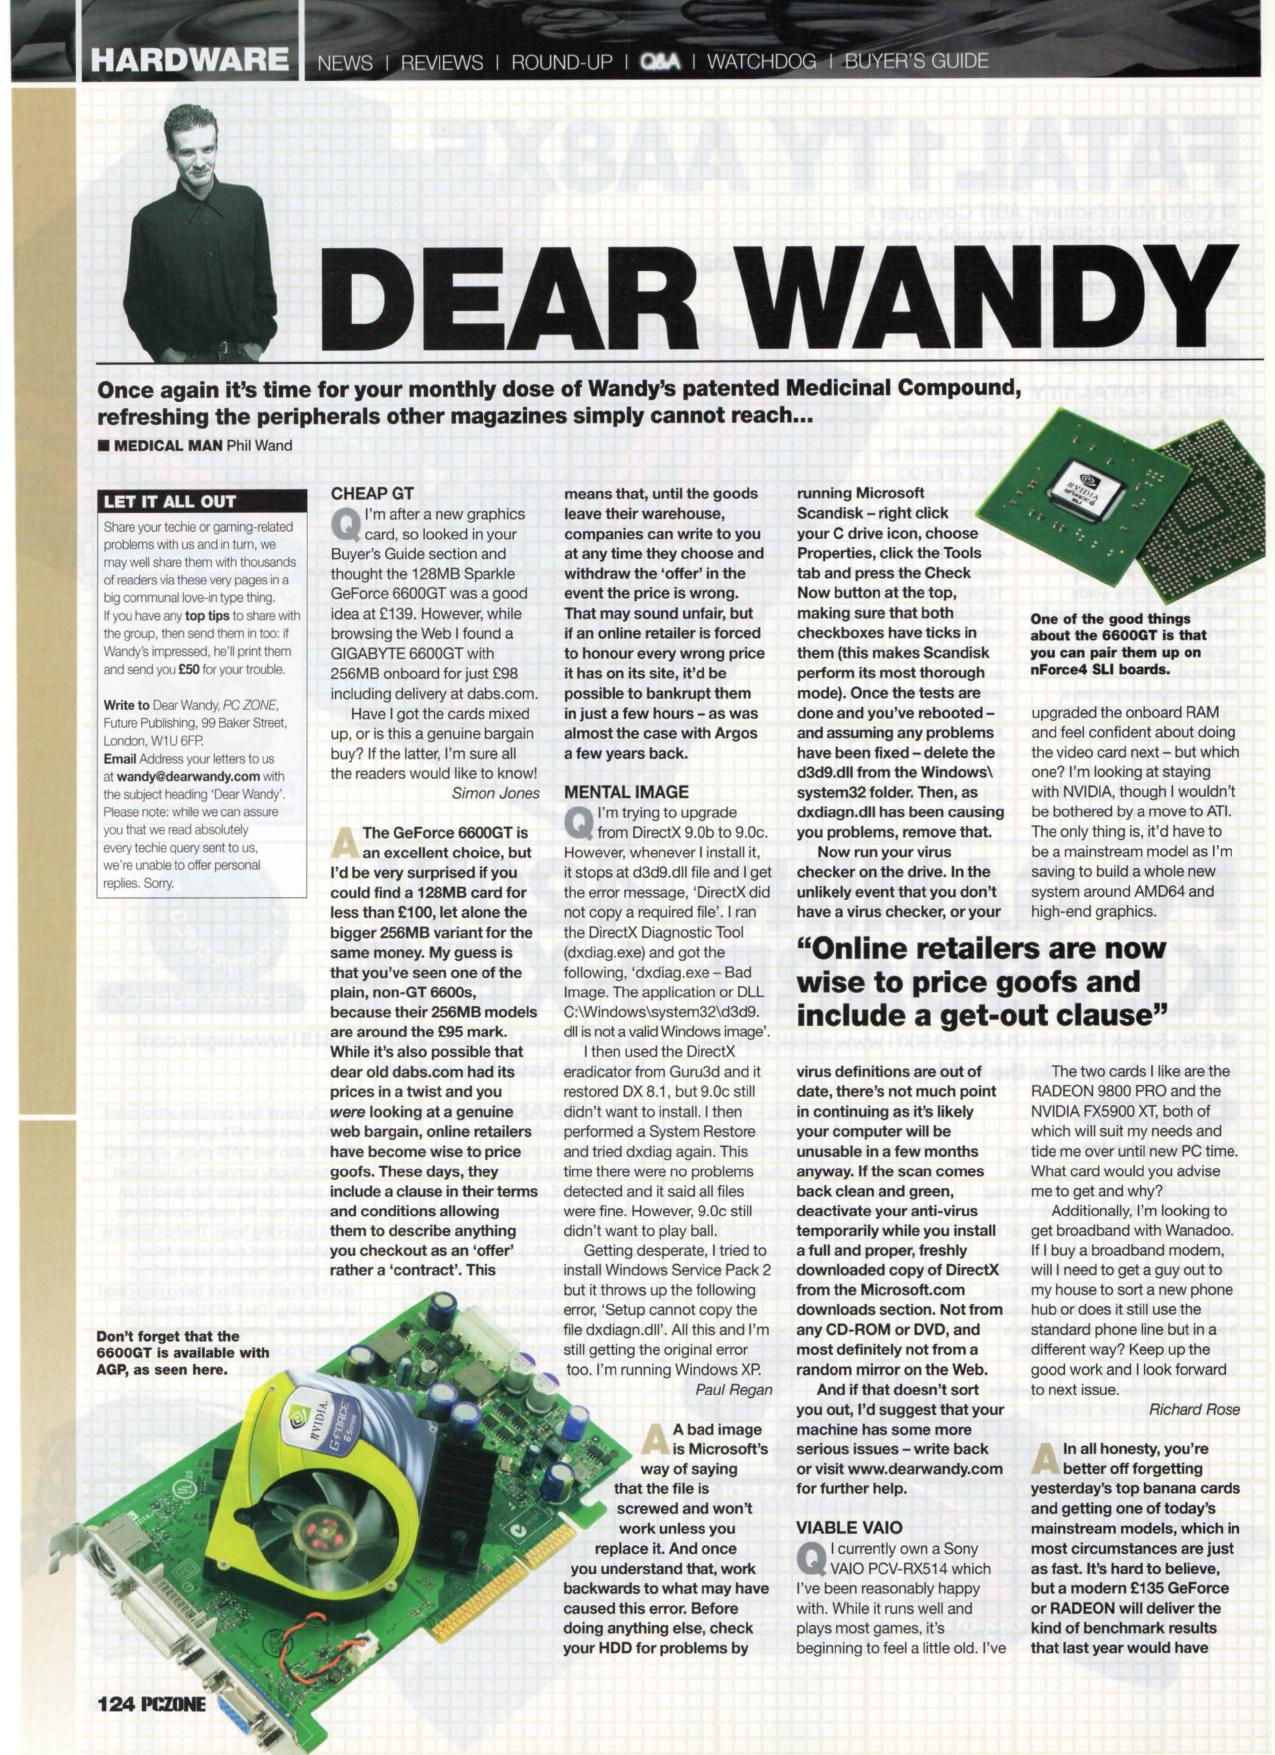 HARDWARE
NEWS | REVIEWS | ROUND-UP | Q&A | WATCHDOG | BUYER'S GUIDE
DEAR WANDY
Once again it's time for your monthly dose of Wandy's patented Medicinal Compound,
refreshing the peripherals other magazines simply cannot reach...
■ MEDICAL MAN Phil Wand
LET IT ALL OUT
Share your techie or gaming-related
problems with us and in turn, we
may well share them with thousands
of readers via these very pages in a
big communal love-in type thing.
If you have any top tips to share with
the group, then send them in too: if
Wandy's impressed, he'll print them
and send you £50 for your trouble.
Write to Dear Wandy, PC ZONE,
Future Publishing, 99 Baker Street,
London, W1U 6FP.
Email Address your letters to us
at wandy@dearwandy.com with
the subject heading 'Dear Wandy'.
Please note: while we can assure
you that we read absolutely
every techie query sent to us,
we're unable to offer personal
replies. Sorry.
CHEAP GT
Q I'm after a new graphics
card, so looked in your
Buyer's Guide section and
thought the 128MB Sparkle
GeForce 6600GT was a good
idea at £139. However, while
browsing the Web I found a
GIGABYTE 6600GT with
256MB onboard for just £98
including delivery at dabs.com.
Have I got the cards mixed
up, or is this a genuine bargain
buy? If the latter, I'm sure all
the readers would like to know!
Simon Jones
A The GeForce 6600GT is
an excellent choice, but
I'd be very surprised if you
could find a 128MB card for
less than £100, let alone the
bigger 256MB variant for the
same money. My guess is
that you've seen one of the
plain, non-GT 6600s,
because their 256MB models
are around the £95 mark.
While it's also possible that
dear old dabs.com had its
prices in a twist and you
were looking at a genuine
web bargain, online retailers
have become wise to price
goofs. These days, they
include a clause in their terms
and conditions allowing
them to describe anything
you checkout as an 'offer'
rather a 'contract'. This
means that, until the goods
leave their warehouse,
companies can write to you
at any time they choose and
withdraw the 'offer' in the
event the price is wrong.
That may sound unfair, but
if an online retailer is forced
to honour every wrong price
it has on its site, it'd be
possible to bankrupt them
in just a few hours – as was
almost the case with Argos
a few years back.
MENTAL IMAGE
Q I'm trying to upgrade
from DirectX 9.0b to 9.0c.
However, whenever I install it,
it stops at d3d9.dll file and I get
the error message, 'DirectX did
not copy a required file'. I ran
the DirectX Diagnostic Tool
(dxdiag.exe) and got the
following, 'dxdiag.exe – Bad
Image. The application or DLL
C:\Windows\system32\d3d9.
dll is not a valid Windows image'.
I then used the DirectX
eradicator from Guru3d and it
restored DX 8.1, but 9.0c still
didn't want to install. I then
performed a System Restore
and tried dxdiag again. This
time there were no problems
detected and it said all files
were fine. However, 9.0c still
didn't want to play ball.
Getting desperate, I tried to
install Windows Service Pack 2
but it throws up the following
error, 'Setup cannot copy the
file dxdiagn.dll'. All this and I'm
still getting the original error
too. I'm running Windows XP.
Paul Regan
A A bad image
is Microsoft's
way of saying
that the file is
screwed and won't
work unless you
replace it. And once
you understand that, work
backwards to what may have
caused this error. Before
doing anything else, check
your HDD for problems by
running Microsoft
Scandisk – right click
your C drive icon, choose
Properties, click the Tools
tab and press the Check
Now button at the top,
making sure that both
checkboxes have ticks in
them (this makes Scandisk
perform its most thorough
mode). Once the tests are
done and you've rebooted –
and assuming any problems
have been fixed – delete the
d3d9.dll from the Windows\
system32 folder. Then, as
dxdiagn.dll has been causing
you problems, remove that.
Now run your virus
checker on the drive. In the
unlikely event that you don't
have a virus checker, or your
"Online retailers are now
wise to price goofs and
include a get-out clause"
virus definitions are out of
date, there's not much point
in continuing as it's likely
your computer will be
unusable in a few months
anyway. If the scan comes
back clean and green,
deactivate your anti-virus
temporarily while you install
a full and proper, freshly
downloaded copy of DirectX
from the Microsoft.com
downloads section. Not from
any CD-ROM or DVD, and
most definitely not from a
random mirror on the Web.
And if that doesn't sort
you out, I'd suggest that your
machine has some more
serious issues – write back
or visit www.dearwandy.com
for further help.
VIABLE VAIO
Q I currently own a Sony
VAIO PCV-RX514 which
I've been reasonably happy
with. While it runs well and
plays most games, it's
beginning to feel a little old. I've
NVIDIA
One of the good things
about the 6600GT is that
you can pair them up on
nForce4 SLI boards.
upgraded the onboard RAM
and feel confident about doing
the video card next – but which
one? I'm looking at staying
with NVIDIA, though I wouldn't
be bothered by a move to ATI.
The only thing is, it'd have to
be a mainstream model as I'm
saving to build a whole new
system around AMD64 and
high-end graphics.
The two cards I like are the
RADEON 9800 PRO and the
NVIDIA FX5900 XT, both of
which will suit my needs and
tide me over until new PC time.
What card would you advise
me to get and why?
Additionally, I'm looking to
get broadband with Wanadoo.
If I buy a broadband modem,
will I need to get a guy out to
my house to sort a new phone
hub or does it still use the
standard phone line but in a
different way? Keep up the
good work and I look forward
to next issue.
Richard Rose
A In all honesty, you're
better off forgetting
yesterday's top banana cards
and getting one of today's
mainstream models, which in
most circumstances are just
as fast. It's hard to believe,
but a modern £135 GeForce
or RADEON will deliver the
kind of benchmark results
that last year would have
Don't forget that the
6600GT is available with
AGP, as seen here.
NVIDIA.
GEFORCE
6 Series
124 PCZONE